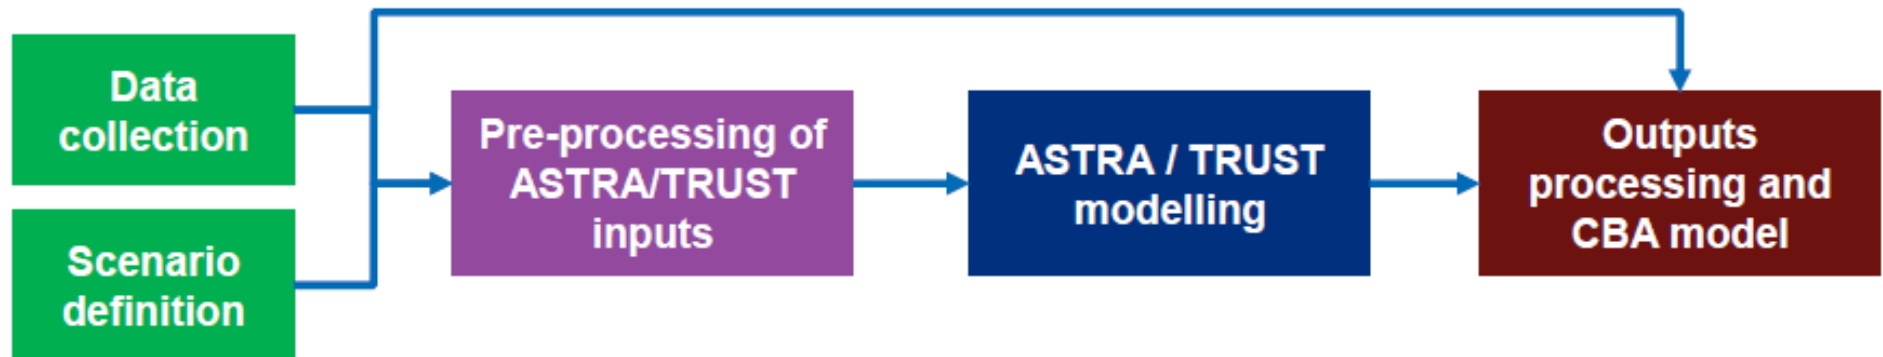 Data
collection
Scenario
definition
Pre-processing of
ASTRA/TRUST
inputs
ASTRA / TRUST
modelling
Outputs
processing and
CBA model